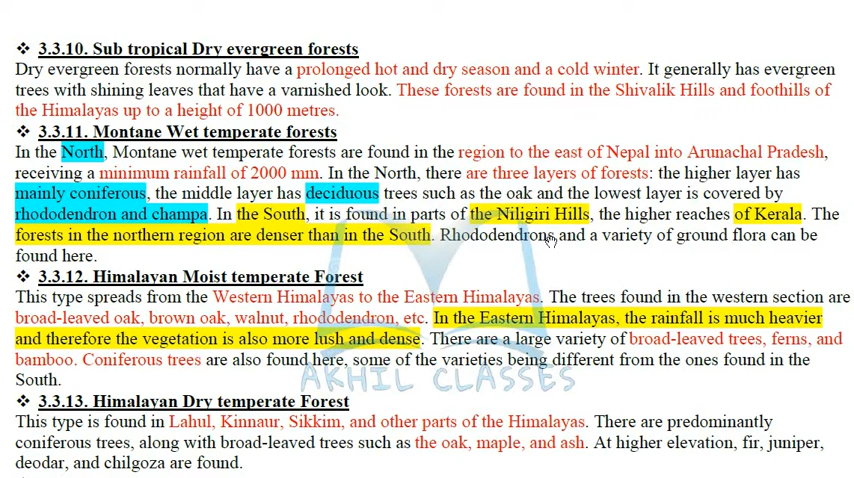 ❖ 3.3.10. Sub tropical Dry evergreen forests
Dry evergreen forests normally have a prolonged hot and dry season and a cold winter. It generally has evergreen
trees with shining leaves that have a varnished look. These forests are found in the Shivalik Hills and foothills of
the Himalayas up to a height of 1000 metres.
❖ 3.3.11. Montane Wet temperate forests
In the North, Montane wet temperate forests are found in the region to the east of Nepal into Arunachal Pradesh,
receiving a minimum rainfall of 2000 mm. In the North, there are three layers of forests: the higher layer has
mainly coniferous, the middle layer has deciduous trees such as the oak and the lowest layer is covered by
rhododendron and champa. In the South, it is found in parts of the Niligiri Hills, the higher reaches of Kerala. The
forests in the northern region are denser than in the South. Rhododendrons and a variety of ground flora can be
found here.
❖ 3.3.12. Himalayan Moist temperate Forest
This type spreads from the Western Himalayas to the Eastern Himalayas. The trees found in the western section are
broad-leaved oak, brown oak, walnut, rhododendron, etc. In the Eastern Himalayas, the rainfall is much heavier
and therefore the vegetation is also more lush and dense. There are a large variety of broad-leaved trees, ferns, and
bamboo. Coniferous trees are also found here, some of the varieties being different from the ones found in the
South.
AKHIL CLASSES
❖ 3.3.13. Himalayan Dry temperate Forest
This type is found in Lahul, Kinnaur, Sikkim, and other parts of the Himalayas. There are predominantly
coniferous trees, along with broad-leaved trees such as the oak, maple, and ash. At higher elevation, fir, juniper,
deodar, and chilgoza are found.